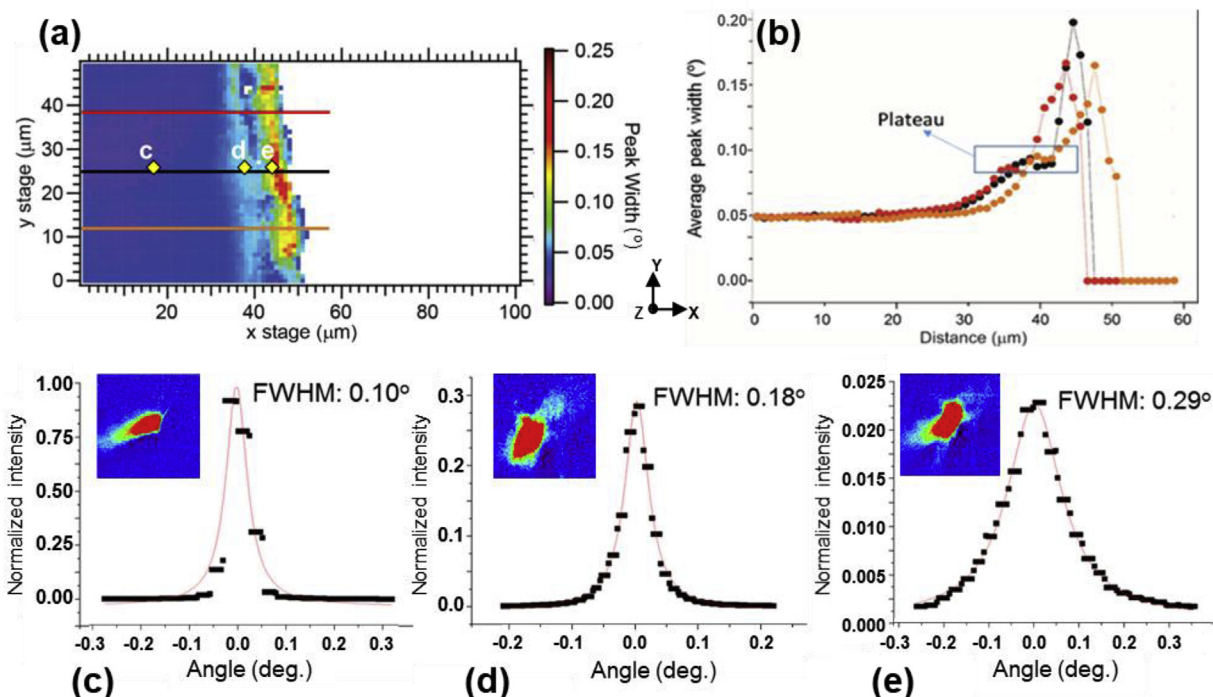 (a)
c
d
e
0
10
20
30
40
y stage (μm)
20
40
60
80
100
x stage (μm)
0.25
0.20
0.15
0.10
0.05
0.00
Peak Width (°)
Y
Z
X
(b)
Plateau
0.20
0.15
0.10
0.05
0.00
Average peak width (°)
0
10
20
30
40
50
60
Distance (μm)
FWHM: 0.10°
1.00
0.75
0.50
0.25
0.00
Normalized intensity
-0.3
-0.2
-0.1
0.0
0.1
0.2
0.3
Angle (deg.)
(c)
FWHM: 0.18°
0.3
0.2
0.1
0.0
Normalized intensity
-0.2
-0.1
0.0
0.1
0.2
Angle (deg.)
(d)
FWHM: 0.29°
0.025
0.020
0.015
0.010
0.005
0.000
Normalized intensity
-0.3
-0.2
-0.1
0.0
0.1
0.2
0.3
Angle (deg.)
(e)